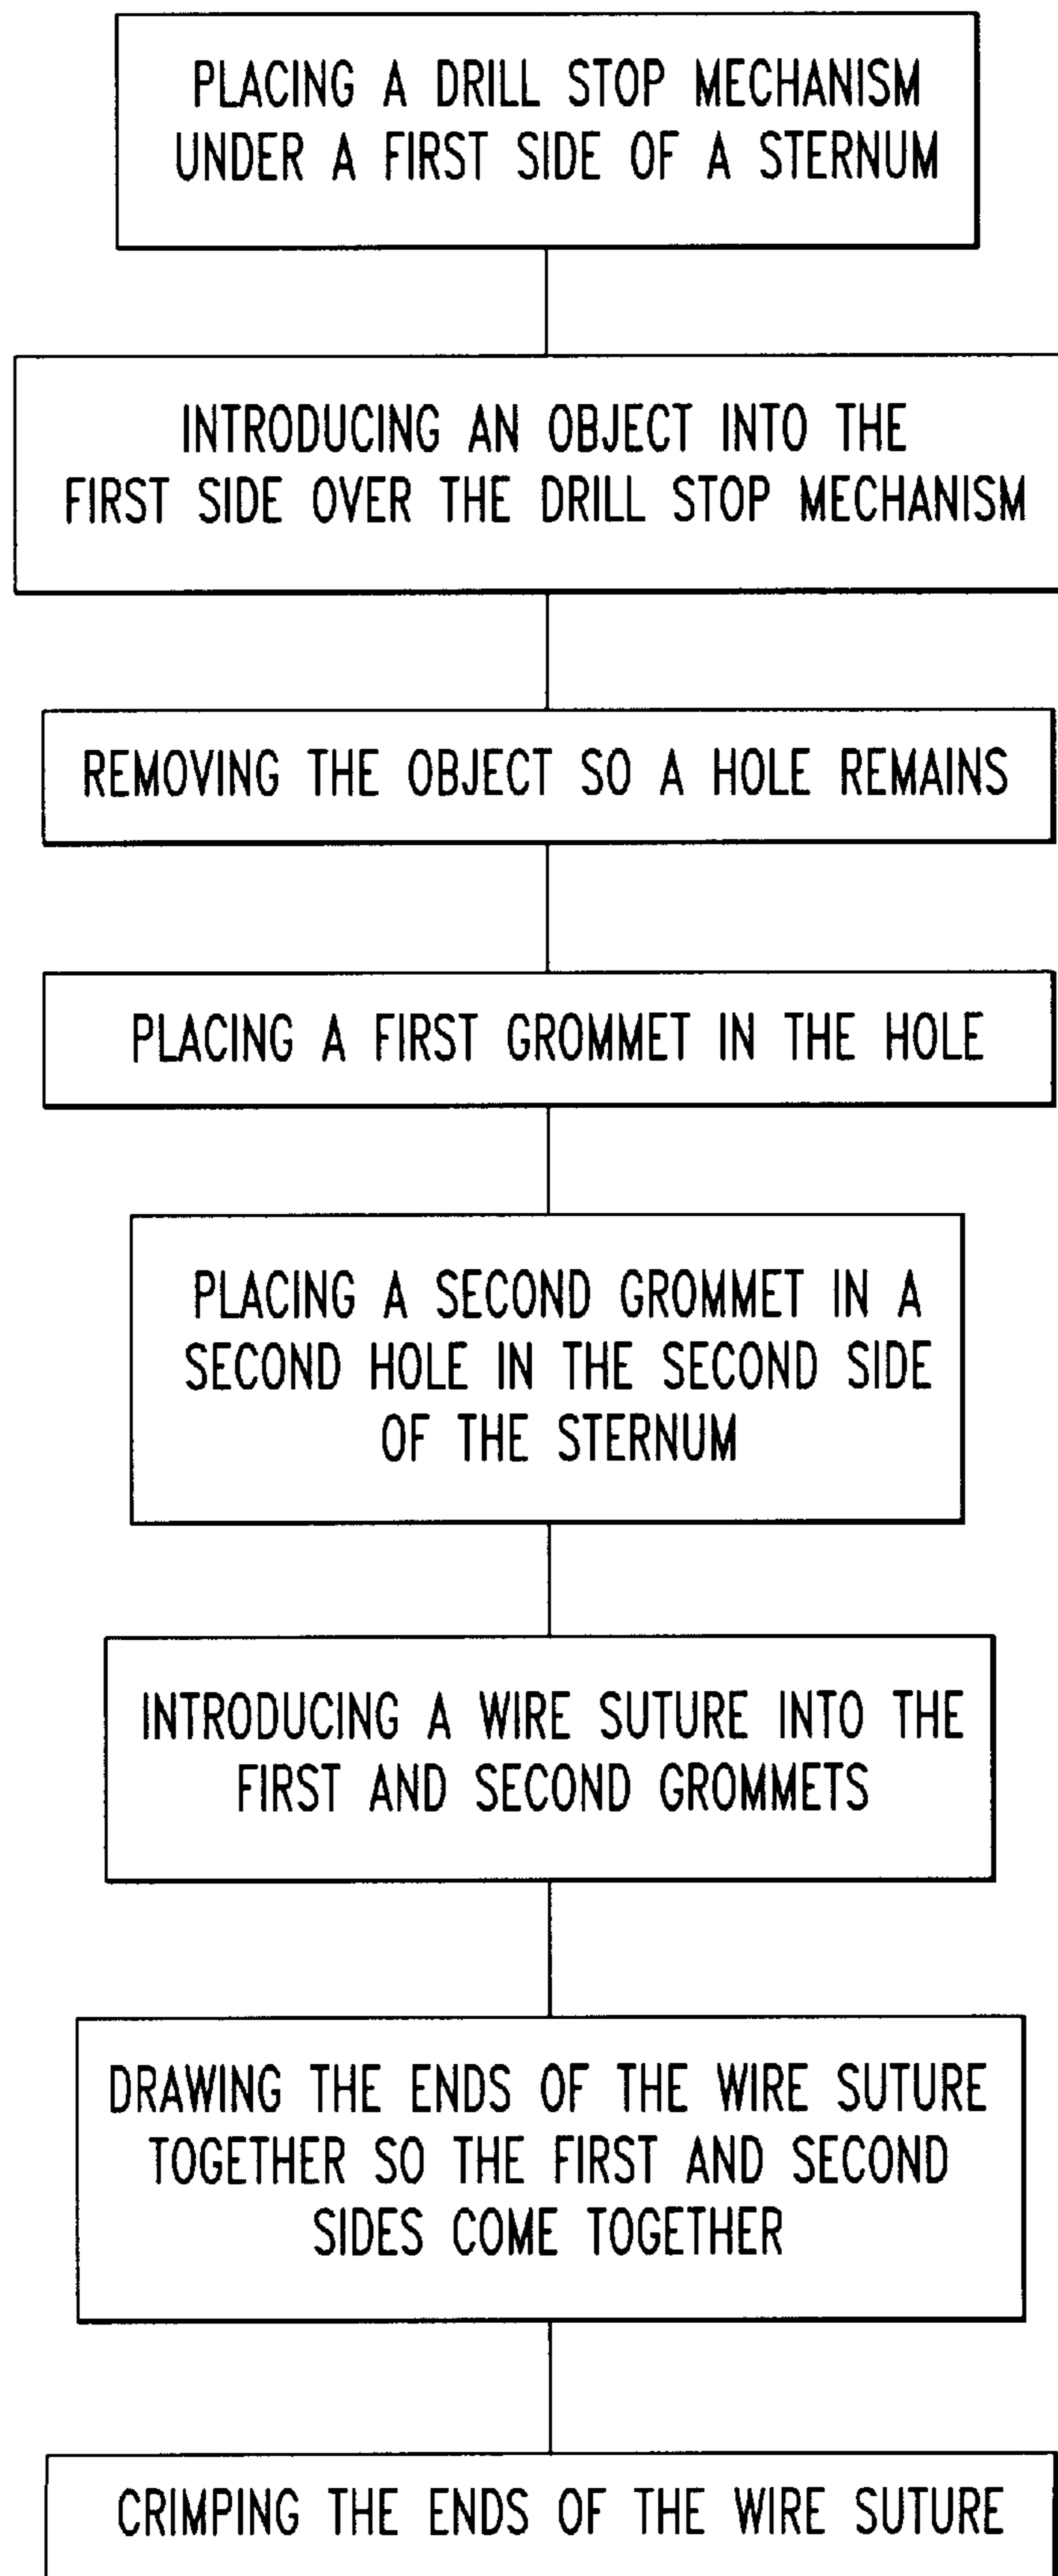 PLACING A DRILL STOP MECHANISM
UNDER A FIRST SIDE OF A STERNUM
INTRODUCING AN OBJECT INTO THE
FIRST SIDE OVER THE DRILL STOP MECHANISM
REMOVING THE OBJECT SO A HOLE REMAINS
PLACING A FIRST GROMMET IN THE HOLE
PLACING A SECOND GROMMET IN A
SECOND HOLE IN THE SECOND SIDE
OF THE STERNUM
INTRODUCING A WIRE SUTURE INTO THE
FIRST AND SECOND GROMMETS
DRAWING THE ENDS OF THE WIRE SUTURE
TOGETHER SO THE FIRST AND SECOND
SIDES COME TOGETHER
CRIMPING THE ENDS OF THE WIRE SUTURE